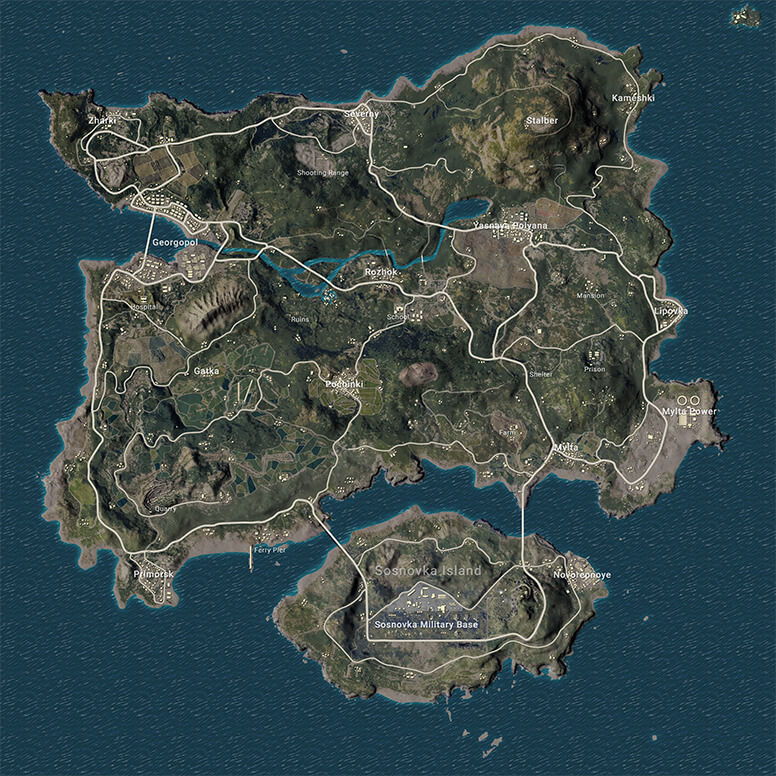 Kameshki
Zharki
Severny
Stalber
Shooting Range
Yasnaya Polyana
Georgopol
Rozhok
Mansion
Hospital
Lipovka
School
Ruins
Gatka
Shelter
Prison
Pochinki
Mylta Power
Farm
Mylta
Quarry
Ferry Pier
Sosnovka Island
Primorsk
Novorepnoye
Sosnovka Military Base